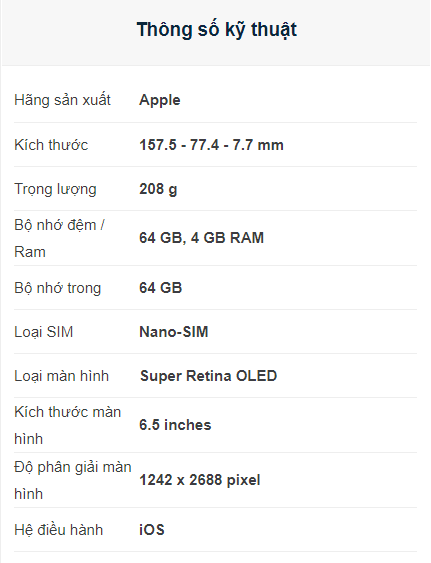 Thông số kỹ thuật
Hãng sản xuất Apple
Kích thước 157.5 - 77.4 - 7.7 mm
Trọng lượng 208 g
Bộ nhớ đệm /
Ram
64 GB, 4 GB RAM
Bộ nhớ trong 64 GB
Loại SIM Nano-SIM
Loại màn hình Super Retina OLED
Kích thước màn
hình
6.5 inches
Độ phân giải màn
hình
1242 x 2688 pixel
Hệ điều hành iOS